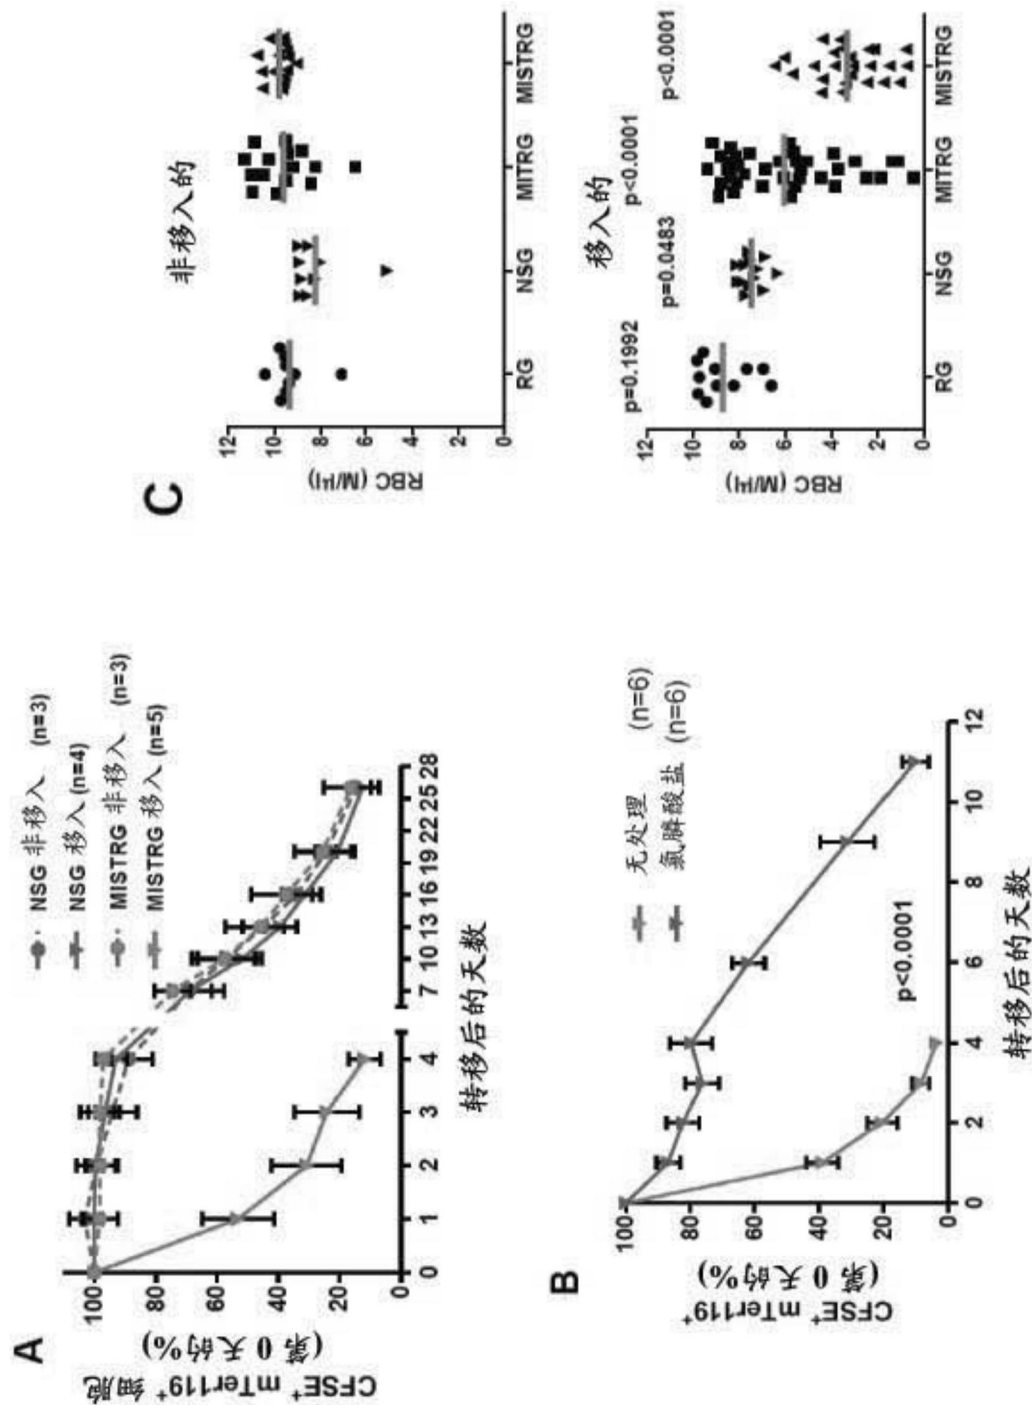 A
CFSE+ mTer119+ 细胞
(第 0 天的%)
100
80
60
40
20
0
0 1 2 3 4 7 10 13 16 19 22 25 28
转移后的天数
NSG 非移入 (n=3)
NSG 移入 (n=4)
MISTRG 非移入 (n=3)
MISTRG 移入 (n=5)
B
CFSE+ mTer119+
(第 0 天的%)
100
80
60
40
20
0
0 2 4 6 8 10 12
转移后的天数
无处理 (n=6)
氯膦酸盐 (n=6)
p<0.0001
C
非移入的
RBC (M/µl)
12
10
8
6
4
2
0
RG NSG MITRG MISTRG
移入的
p=0.1992 p=0.0483 p<0.0001 p<0.0001
RBC (M/µl)
12
10
8
6
4
2
0
RG NSG MITRG MISTRG